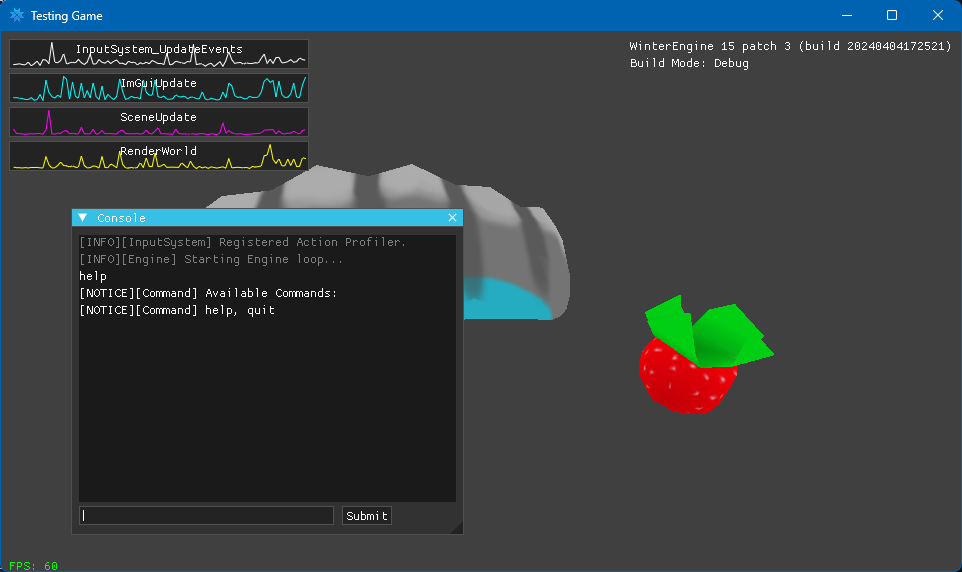 Testing Game
InputSystem_UpdateEvents
ImGuiUpdate
SceneUpdate
RenderWorld
WinterEngine 15 patch 3 (build 20240404172521)
Build Mode: Debug
Console
[INFO][InputSystem] Registered Action Profiler.
[INFO][Engine] Starting Engine loop...
help
[NOTICE][Command] Available Commands:
[NOTICE][Command] help, quit
Submit
FPS: 60